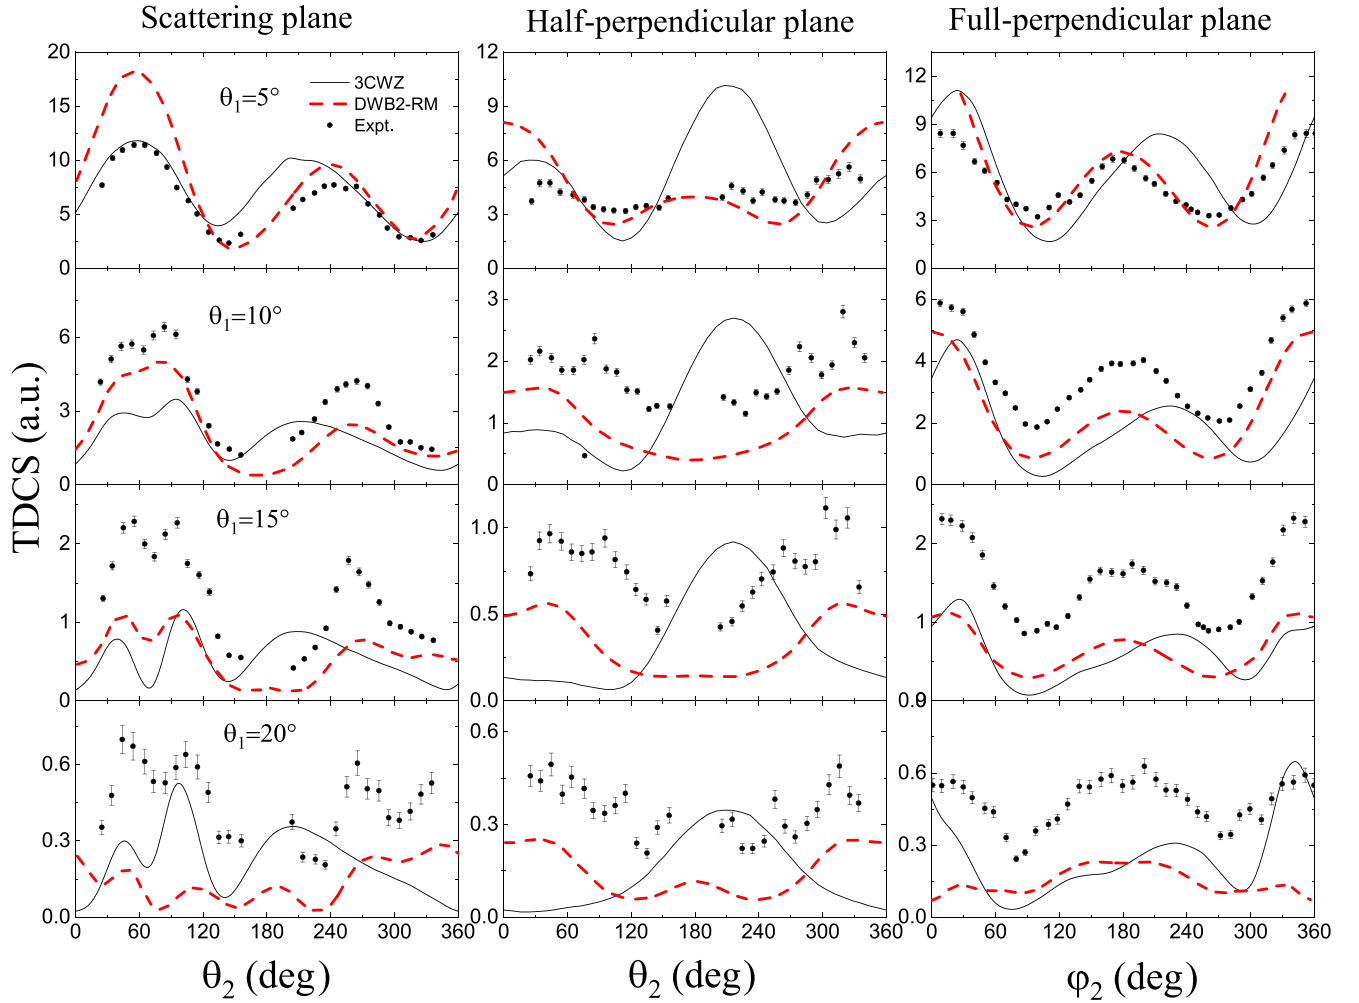 Scattering plane
Half-perpendicular plane
Full-perpendicular plane
20
15
10
5
0
θ₁=5°
3CWZ
DWB2-RM
Expt.
12
9
6
3
0
12
9
6
3
0
6
3
0
θ₁=10°
3
2
1
0
6
4
2
0
TDCS (a.u.)
2
1
0
θ₁=15°
1.0
0.5
0.0
2
1
0.9
0.6
0.3
0.0
θ₁=20°
0.6
0.3
0.0
0.6
0.3
0.0
0 60 120 180 240 300 360
0 60 120 180 240 300 360
0 60 120 180 240 300 360
θ₂ (deg)
θ₂ (deg)
φ₂ (deg)